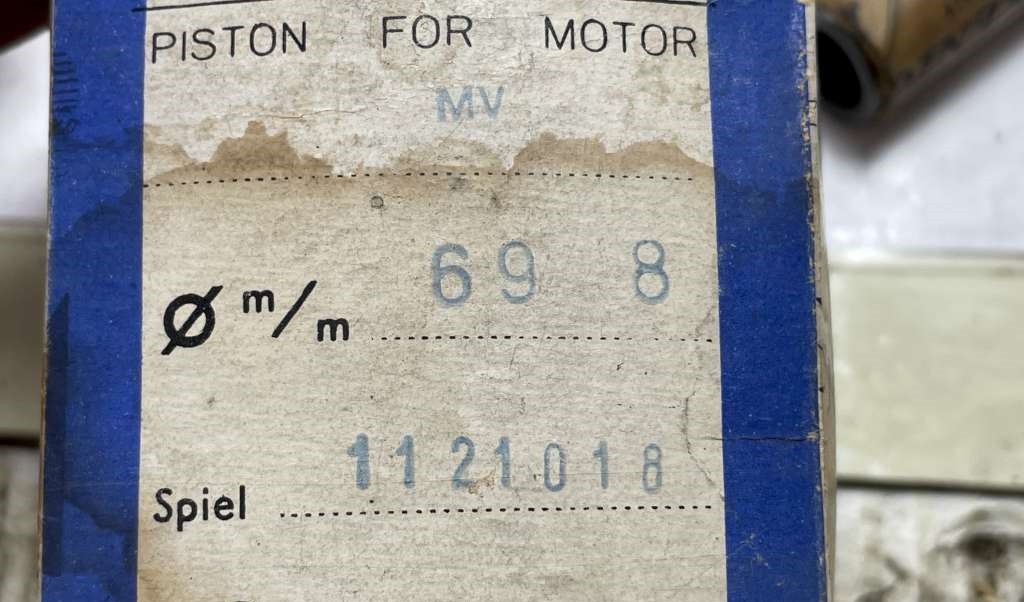 PISTON FOR MOTOR
MV
Ø m/m 69 8
Spiel 1121018